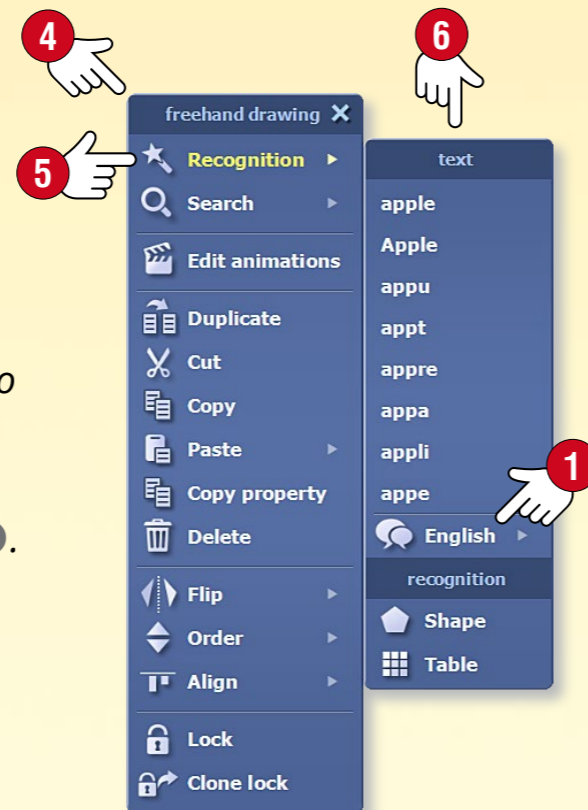 4
6
freehand drawing
5
Recognition
Search
Edit animations
Duplicate
Cut
Copy
Paste
Copy property
Delete
Flip
Order
Align
Lock
Clone lock
text
apple
Apple
appu
appt
appre
appa
appli
appe
1
English
recognition
Shape
Table
o
.